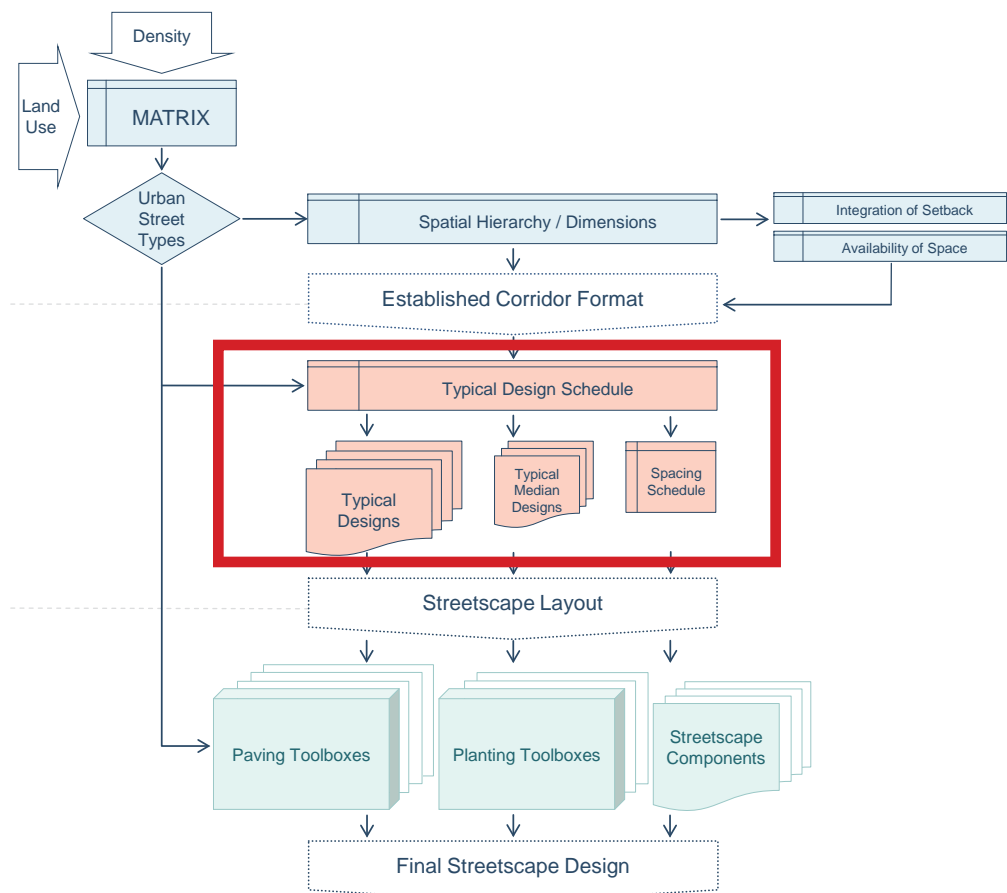 Density
Land
Use
MATRIX
Urban
Street
Types
Spatial Hierarchy / Dimensions
Integration of Setback
Availability of Space
Established Corridor Format
Typical Design Schedule
Typical
Designs
Typical
Median
Designs
Spacing
Schedule
Streetscape Layout
Paving Toolboxes
Planting Toolboxes
Streetscape
Components
Final Streetscape Design